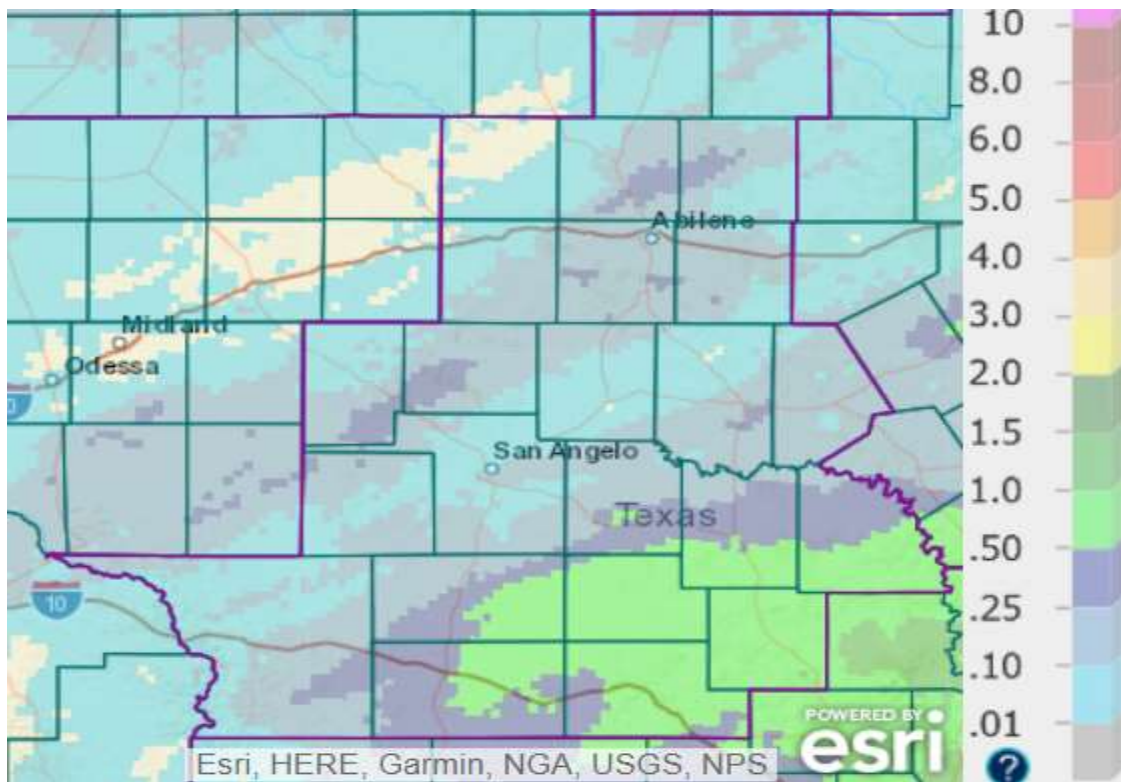 10
8.0
6.0
5.0
4.0
3.0
2.0
1.5
1.0
.50
.25
.10
.01
Abilene
Midland
Odessa
San Angelo
Texas
10
POWERED BY
esri
Esri, HERE, Garmin, NGA, USGS, NPS
?